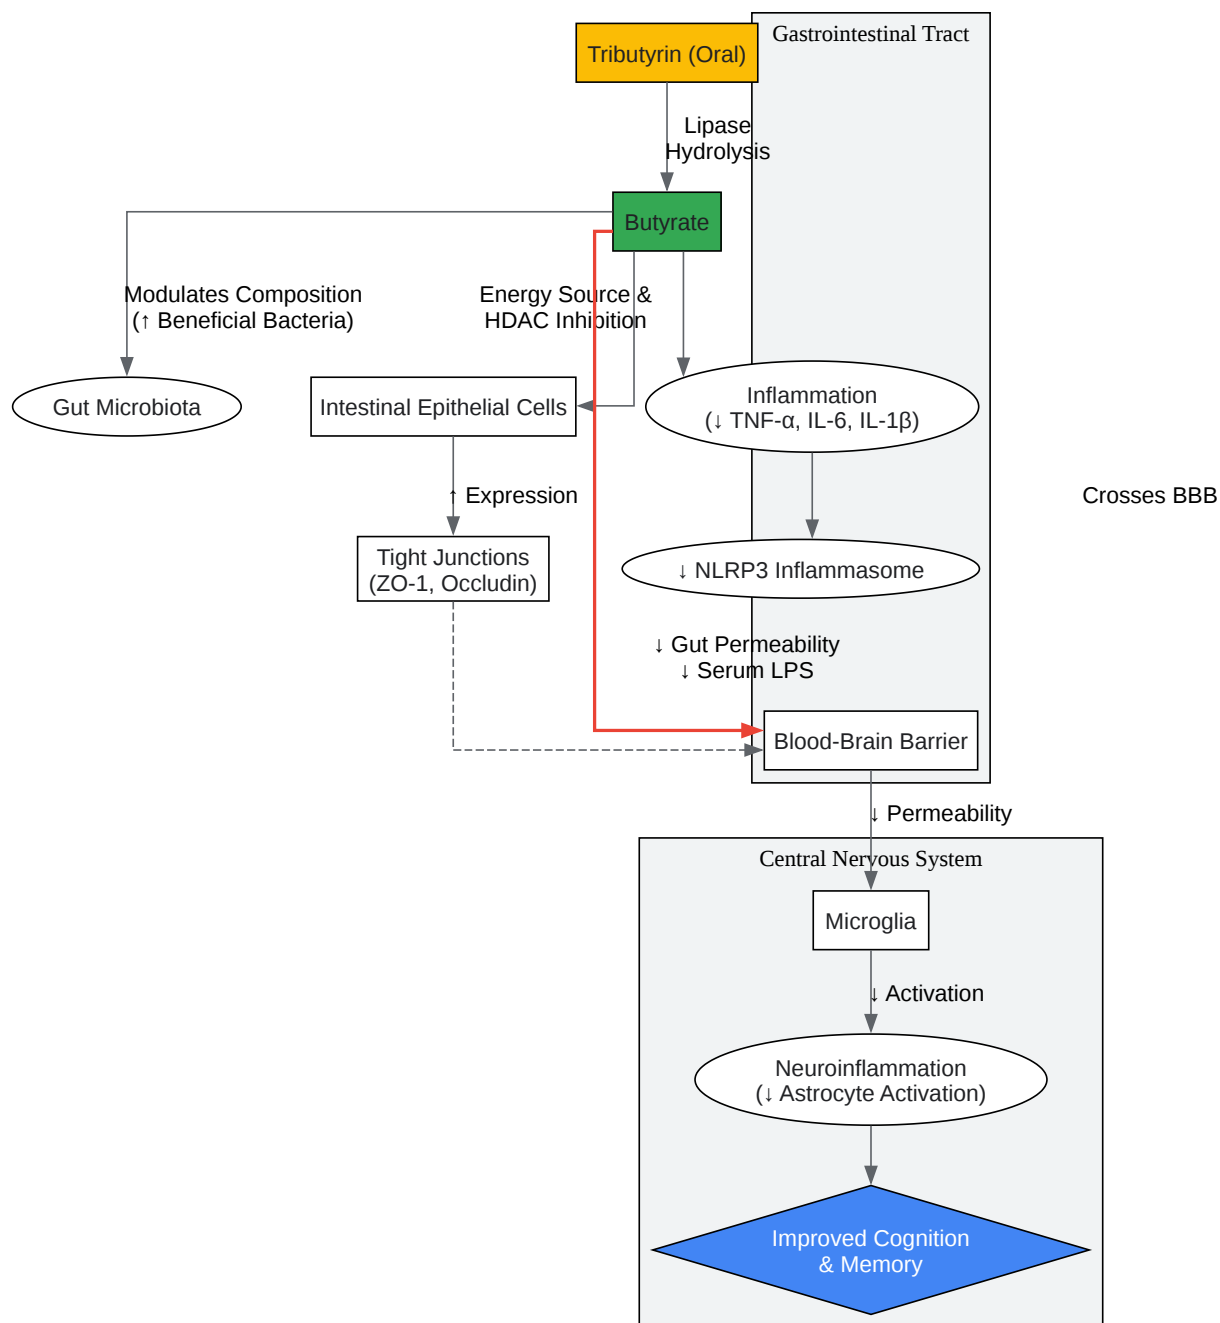 Gastrointestinal Tract
Tributyrin (Oral)
Lipase
Hydrolysis
Butyrate
Modulates Composition
(↑ Beneficial Bacteria)
Energy Source &
HDAC Inhibition
Gut Microbiota
Intestinal Epithelial Cells
Inflammation
(↓ TNF-α, IL-6, IL-1β)
↑ Expression
Crosses BBB
Tight Junctions
(ZO-1, Occludin)
↓ NLRP3 Inflammasome
↓ Gut Permeability
↓ Serum LPS
Blood-Brain Barrier
↓ Permeability
Central Nervous System
Microglia
↓ Activation
Neuroinflammation
(↓ Astrocyte Activation)
Improved Cognition
& Memory